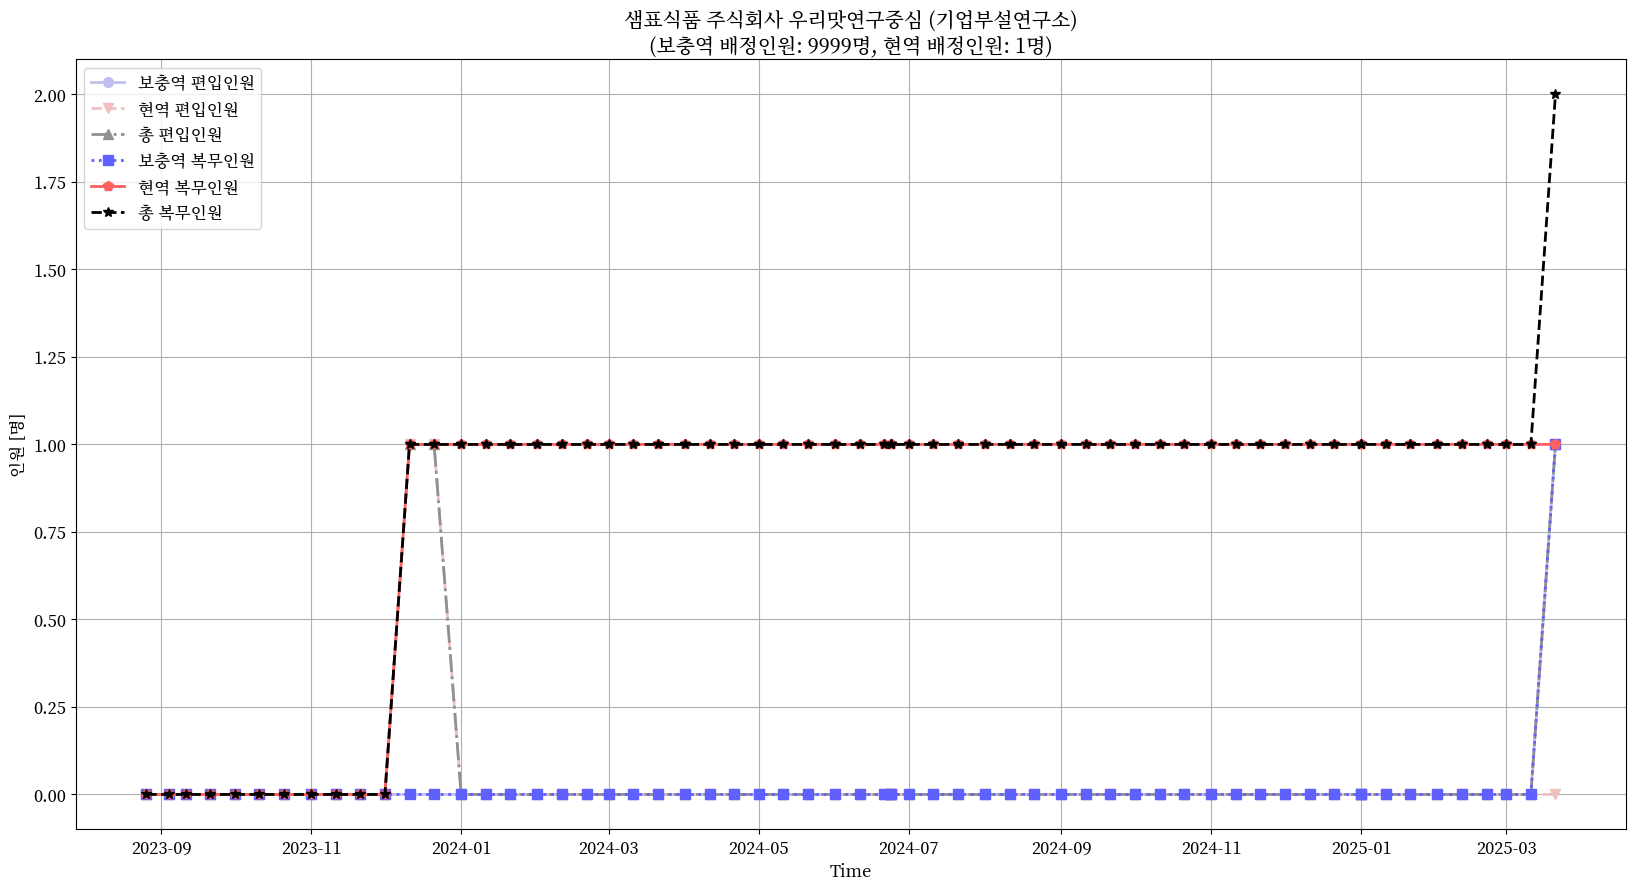 샘표식품 주식회사 우리맛연구중심 (기업부설연구소)
(보충역 배정인원: 9999명, 현역 배정인원: 1명)
보충역 편입인원
현역 편입인원
총 편입인원
보충역 복무인원
현역 복무인원
총 복무인원
2.00
1.75
1.50
1.25
1.00
0.75
0.50
0.25
0.00
인원 [명]
2023-09
2023-11
2024-01
2024-03
2024-05
2024-07
2024-09
2024-11
2025-01
2025-03
Time